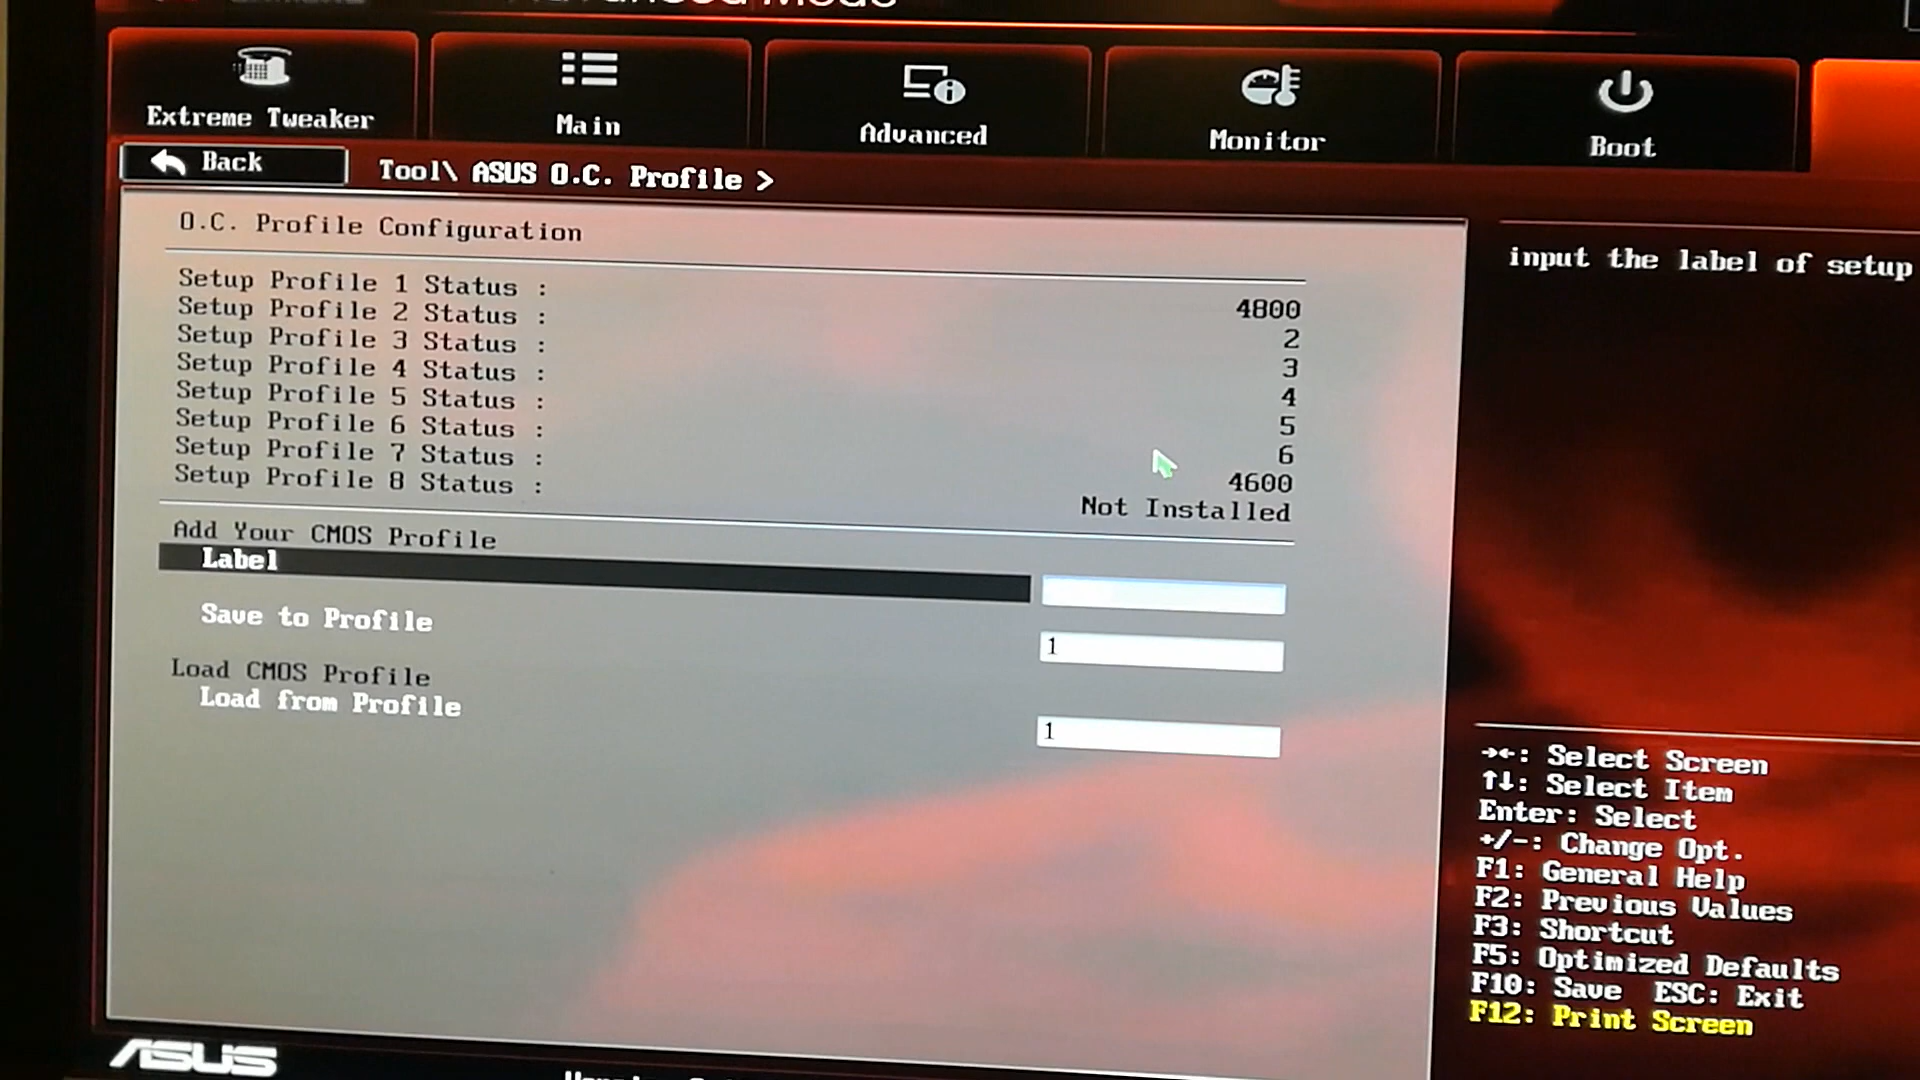 Extreme Tweaker
Main
Advanced
Monitor
Boot
Back
Tool\ ASUS O.C. Profile >
O.C. Profile Configuration
Setup Profile 1 Status : 4800
Setup Profile 2 Status : 2
Setup Profile 3 Status : 3
Setup Profile 4 Status : 4
Setup Profile 5 Status : 5
Setup Profile 6 Status : 6
Setup Profile 7 Status : 4600
Setup Profile 8 Status : Not Installed
Add Your CMOS Profile
Label
Save to Profile 1
Load CMOS Profile
Load from Profile 1
input the label of setup
→←: Select Screen
↑↓: Select Item
Enter: Select
+/-: Change Opt.
F1: General Help
F2: Previous Values
F3: Shortcut
F5: Optimized Defaults
F10: Save ESC: Exit
F12: Print Screen
ASUS